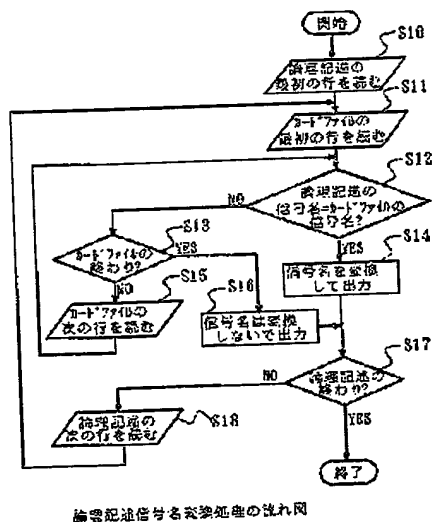 開始
S10
論理記述の
最初の行を読む
S11
カードファイルの
最初の行を読む
S12
論理記述の
信号名=カードファイルの
信号名?
NO
YES
S13
カードファイルの
終わり?
YES
NO
S14
信号名を変換
して出力
S15
カードファイルの
次の行を読む
S16
信号名は変換
しないで出力
S17
論理記述の
終わり?
NO
YES
S18
論理記述の
次の行を読む
終了
論理記述信号名変換処理の流れ図